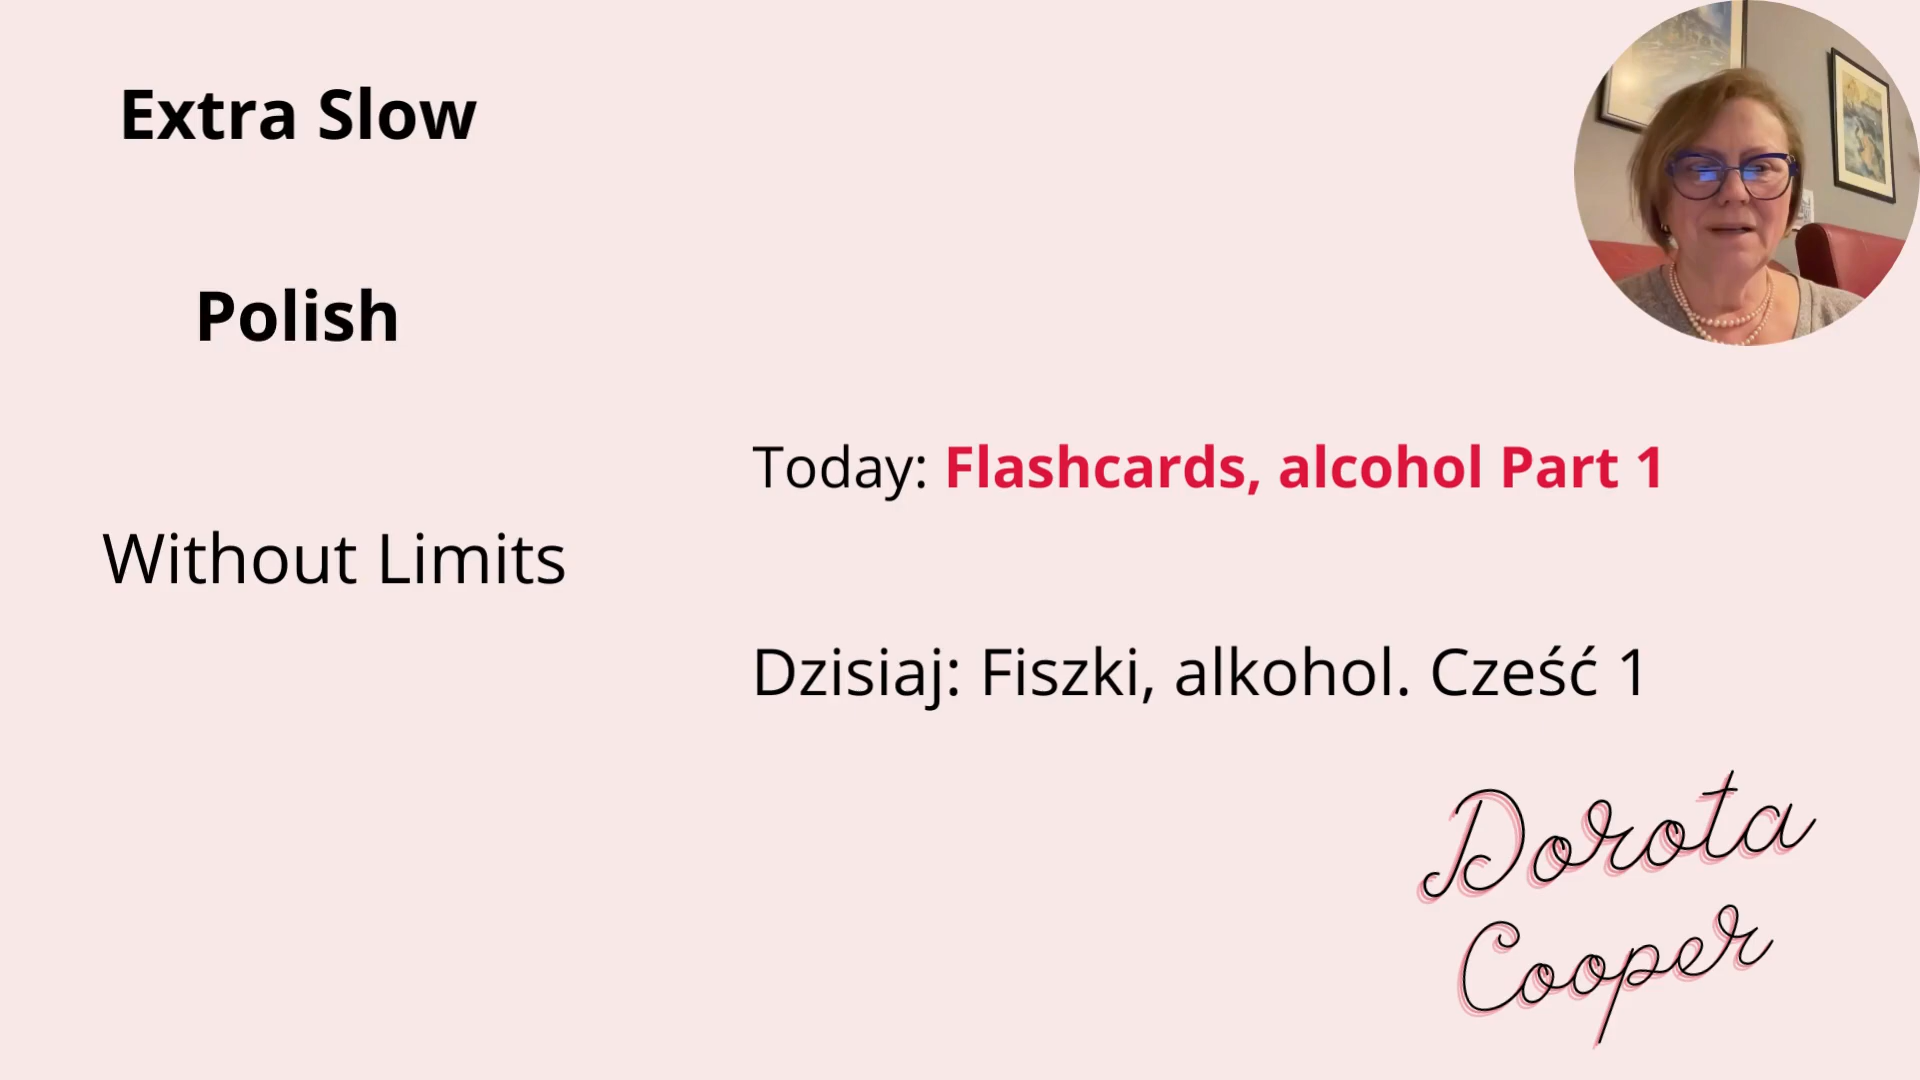 Extra Slow
Polish
Without Limits
Today: Flashcards, alcohol Part 1
Dzisiaj: Fiszki, alkohol. Cześć 1
Dorota
Cooper